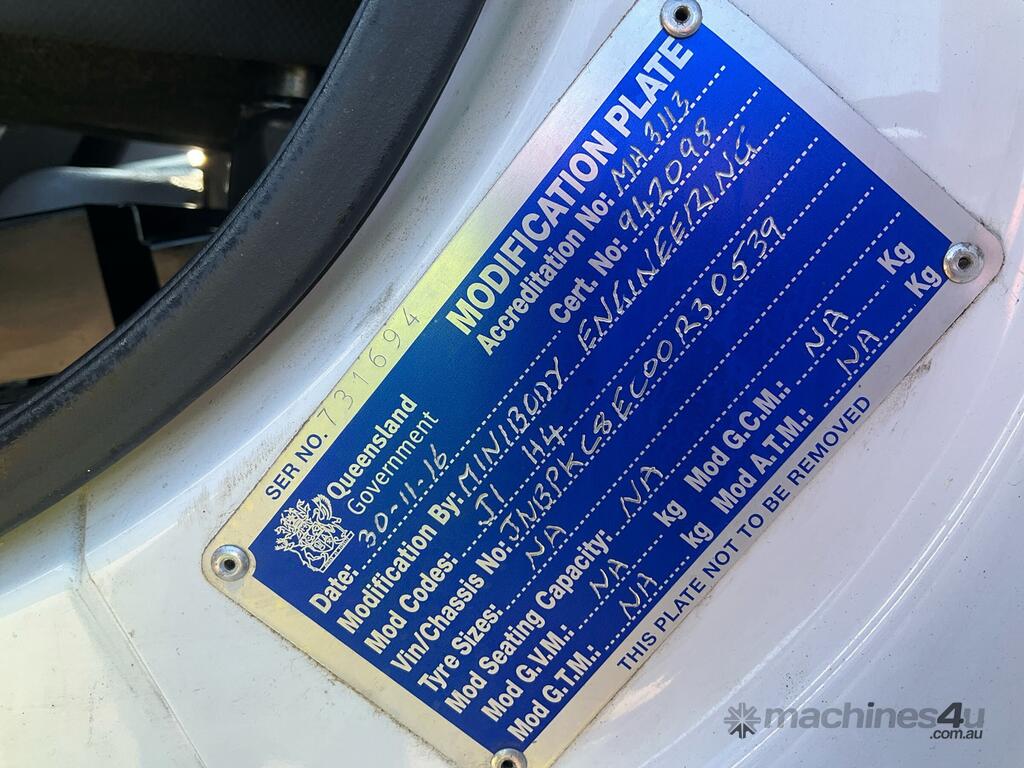 SER NO. 731694
Queensland
Government
MODIFICATION PLATE
Accreditation No: MH 3113
Date: 30-11-16 Cert. No: 942098
Modification By: MINIBODY ENGINEERING
Mod Codes: J1 H4
Vin/Chassis No: JNBPKC8EC00R30539
Tyre Sizes: NA
Mod Seating Capacity: NA
Mod G.V.M.: NA kg Mod G.C.M.: NA Kg
Mod G.T.M.: NA kg Mod A.T.M.: NA Kg
THIS PLATE NOT TO BE REMOVED
machines4u
.com.au